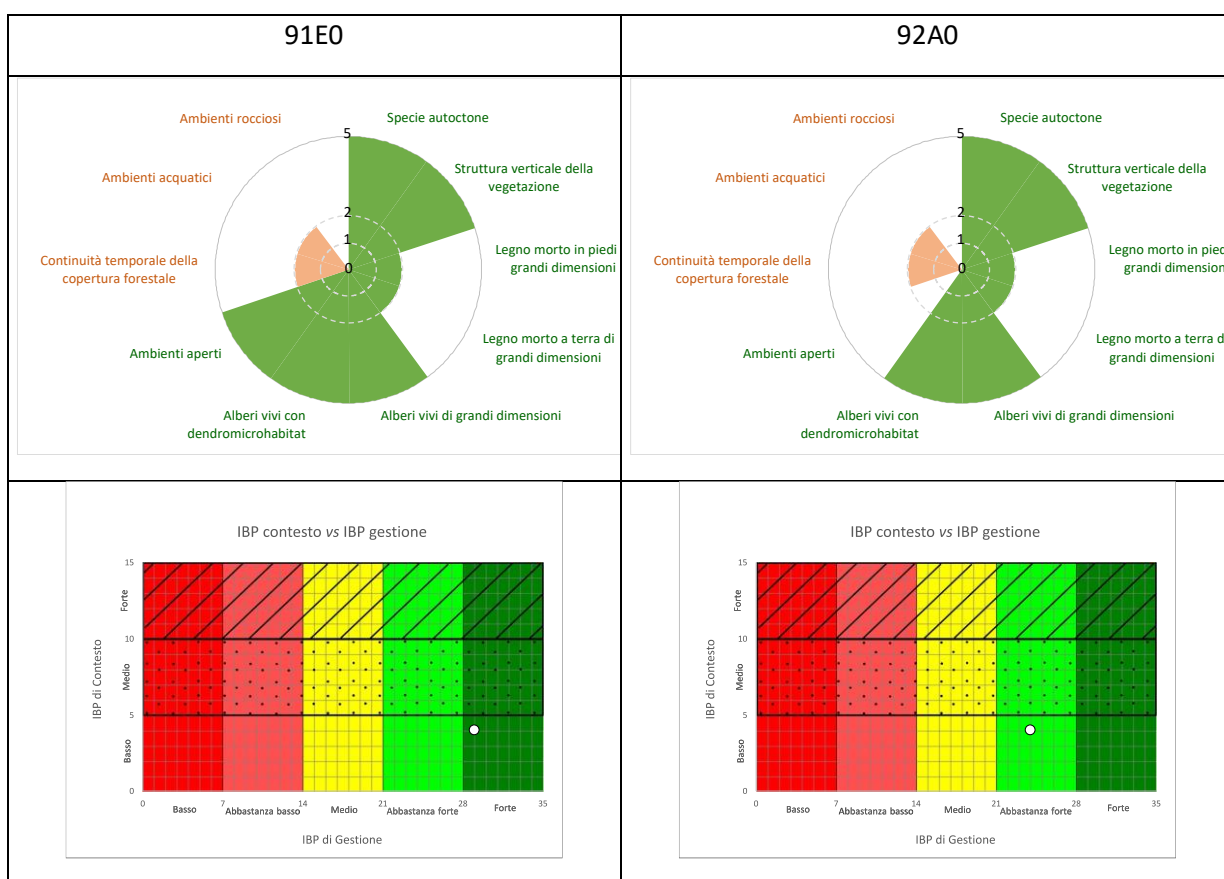 91E0
92A0
Ambienti rocciosi
5
Specie autoctone
Ambienti acquatici
Struttura verticale della
vegetazione
2
1
0
Continuità temporale della
copertura forestale
Legno morto in piedi
grandi dimensioni
Ambienti aperti
Legno morto a terra di
grandi dimensioni
Alberi vivi con
dendromicrohabitat
Alberi vivi di grandi dimensioni
Ambienti rocciosi
5
Specie autoctone
Ambienti acquatici
Struttura verticale della
vegetazione
2
1
0
Continuità temporale della
copertura forestale
Legno morto in pied
grandi dimension
Ambienti aperti
Legno morto a terra d
grandi dimensioni
Alberi vivi con
dendromicrohabitat
Alberi vivi di grandi dimensioni
IBP contesto vs IBP gestione
15
Forte
10
IBP di Contesto
Medio
5
Basso
0
0 7 14 21 28 35
Basso Abbastanza basso Medio Abbastanza forte Forte
IBP di Gestione
IBP contesto vs IBP gestione
15
Forte
10
IBP di Contesto
Medio
5
Basso
0
0 7 14 21 28 35
Basso Abbastanza basso Medio Abbastanza forte Forte
IBP di Gestione